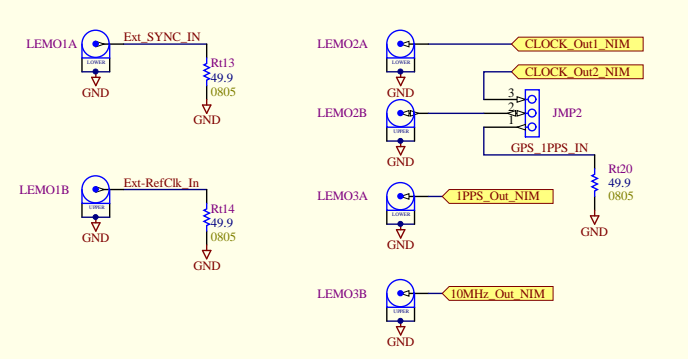 LEMO1A
Ext_SYNC_IN
LOWER
GND
Rt13
49.9
0805
GND
LEMO1B
Ext-RefClk_In
UPPER
GND
Rt14
49.9
0805
GND
LEMO2A
CLOCK_Out1_NIM
LOWER
GND
CLOCK_Out2_NIM
LEMO2B
UPPER
GND
3
2
1
JMP2
GPS_1PPS_IN
Rt20
49.9
0805
GND
LEMO3A
1PPS_Out_NIM
LOWER
GND
LEMO3B
10MHz_Out_NIM
UPPER
GND